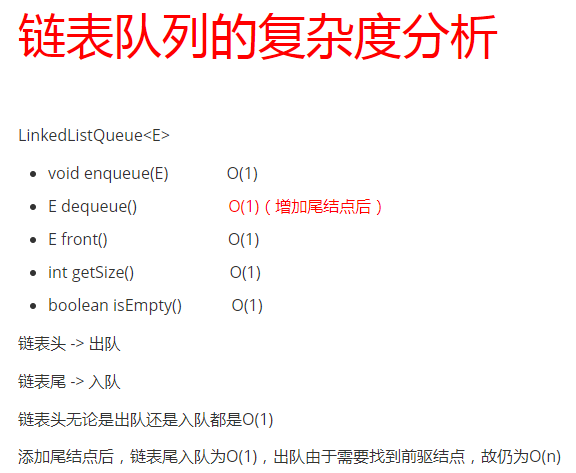 链表队列的复杂度分析
LinkedListQueue<E>
• void enqueue(E) O(1)
• E dequeue() O(1)（增加尾结点后）
• E front() O(1)
• int getSize() O(1)
• boolean isEmpty() O(1)
链表头 -> 出队
链表尾 -> 入队
链表头无论是出队还是入队都是O(1)
添加尾结点后，链表尾入队为O(1)，出队由于需要找到前驱结点，故仍为O(n)